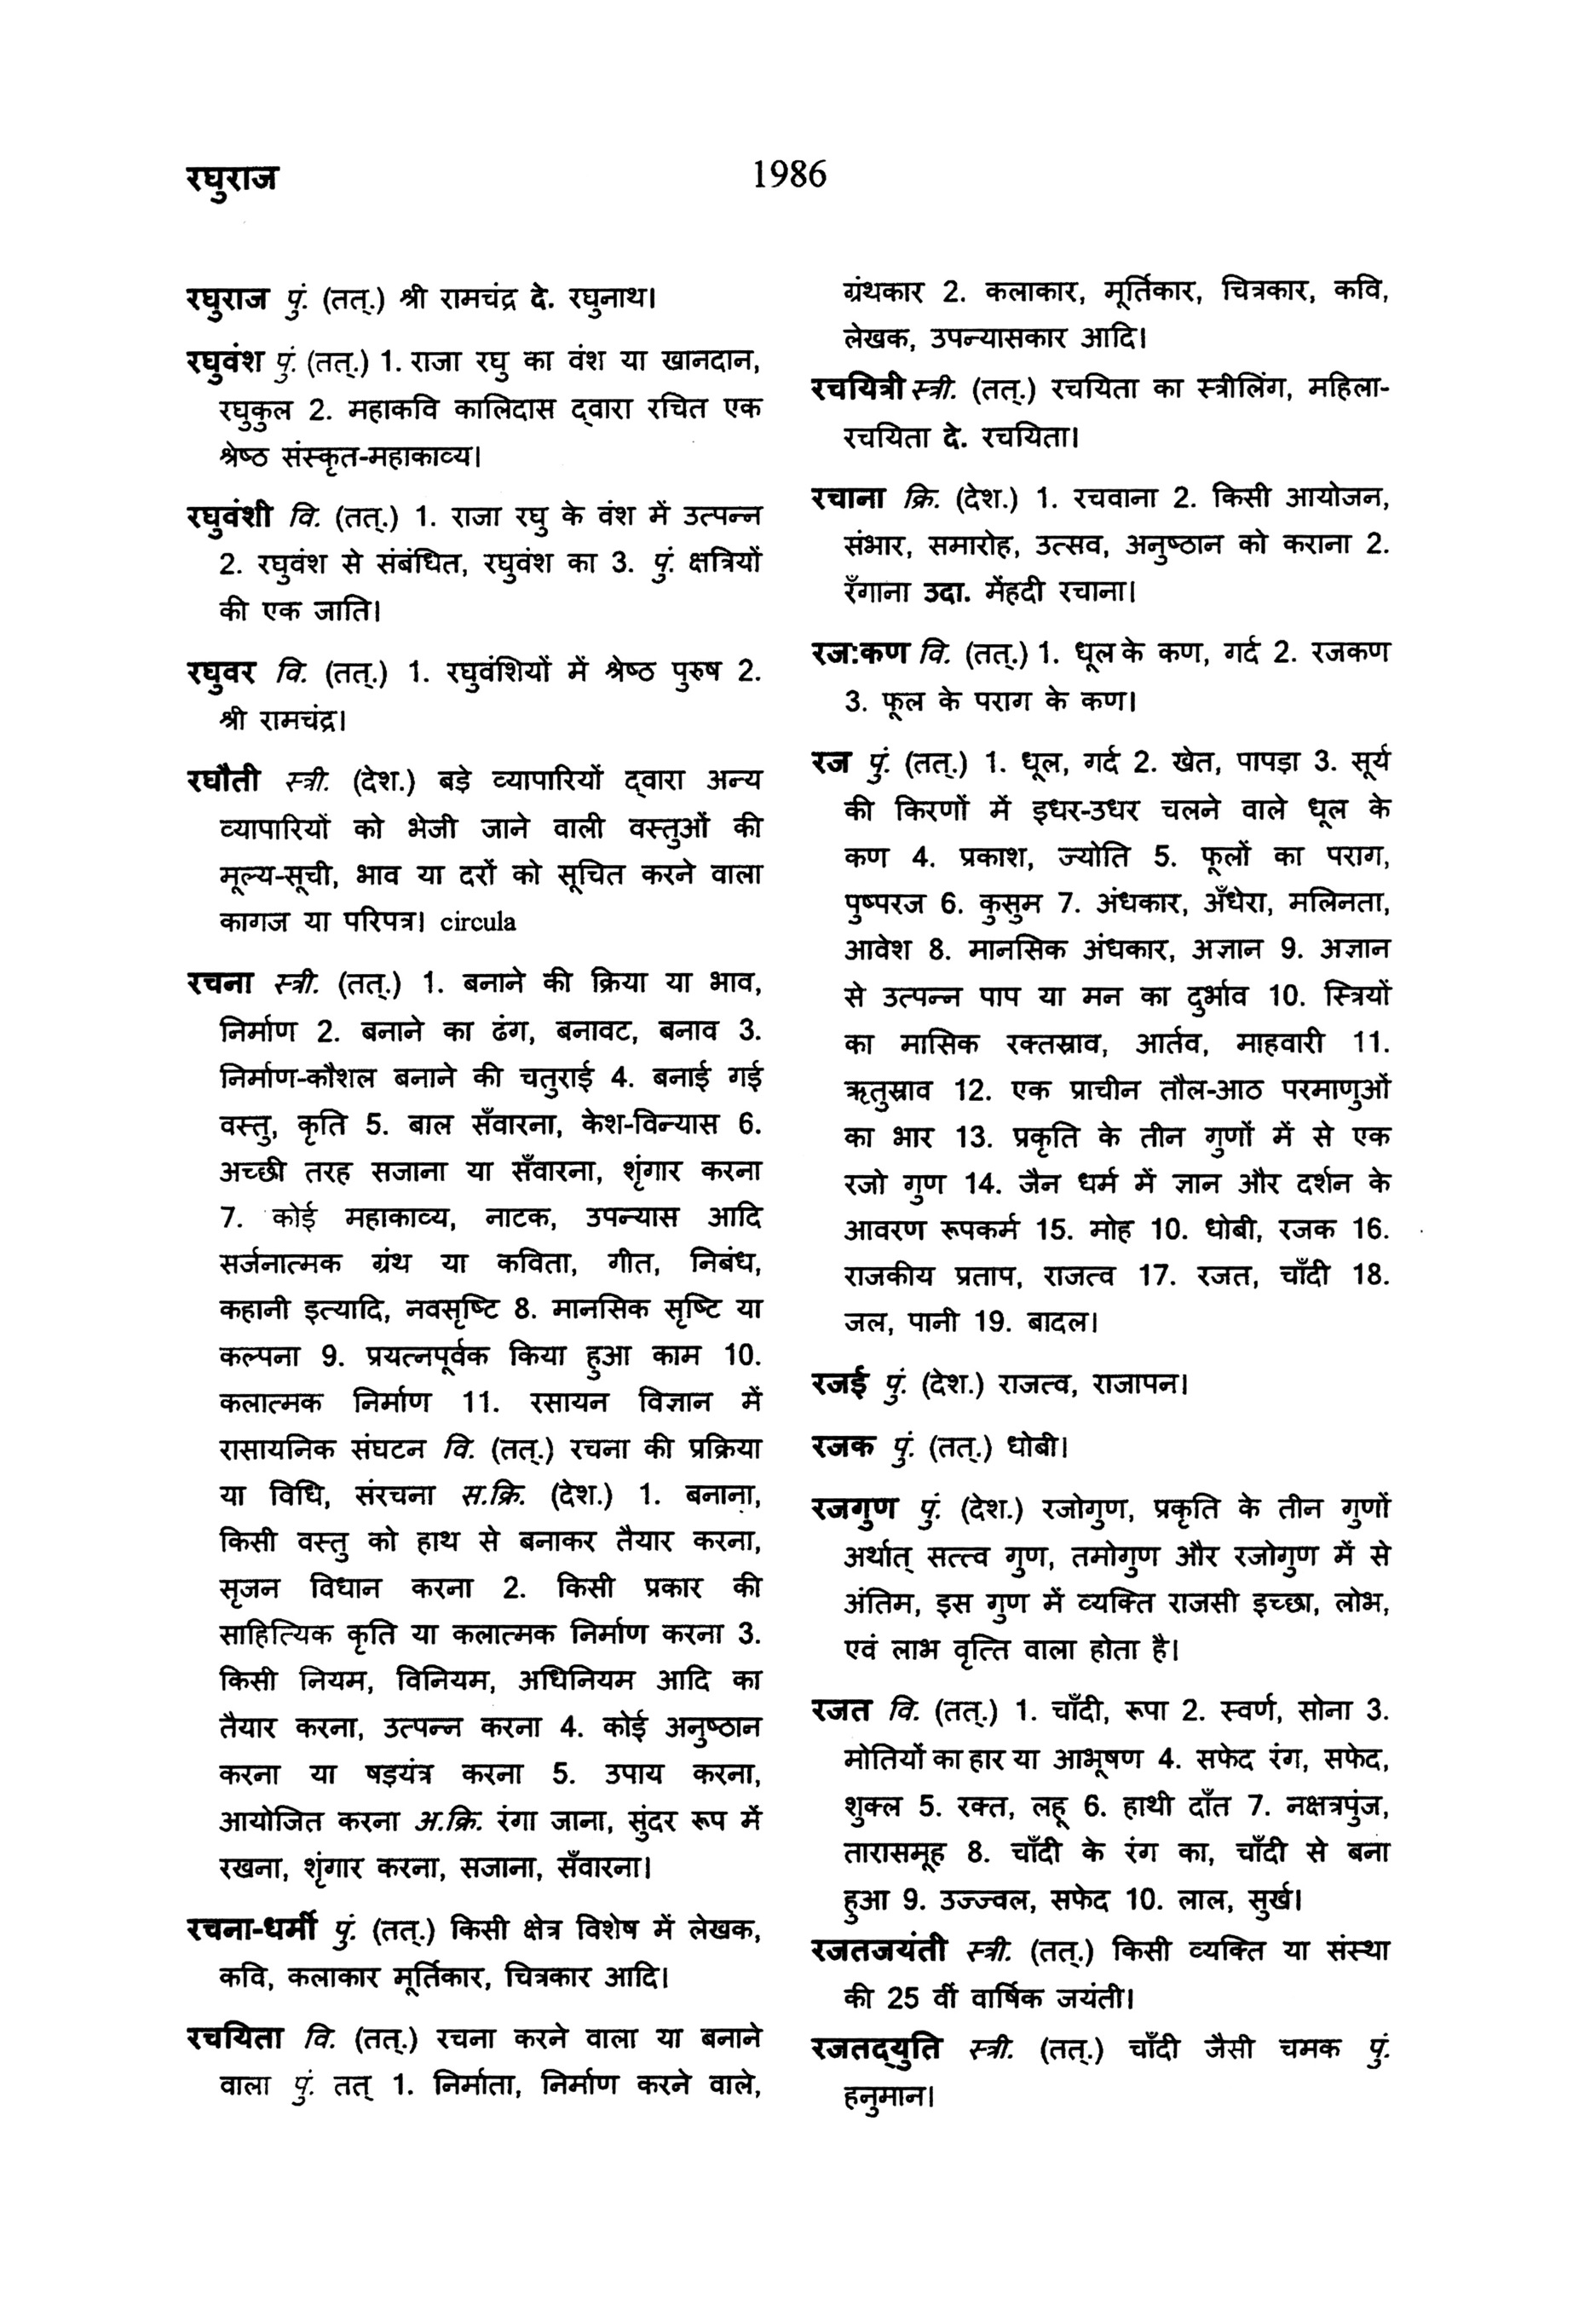 रघुराज
1986
रघुराज पुं. (तत्.) श्री रामचंद्र दे. रघुनाथ।
रघुवंश पुं. (तत्.) 1. राजा रघु का वंश या खानदान,
रघुकुल 2. महाकवि कालिदास द्वारा रचित एक
श्रेष्ठ संस्कृत-महाकाव्य।
रघुवंशी वि. (तत्.) 1. राजा रघु के वंश में उत्पन्न
2. रघुवंश से संबंधित, रघुवंश का 3. पुं. क्षत्रियों
की एक जाति।
रघुवर वि. (तत्.) 1. रघुवंशियों में श्रेष्ठ पुरुष 2.
श्री रामचंद्र।
रघौती स्त्री. (देश.) बड़े व्यापारियों द्वारा अन्य
व्यापारियों को भेजी जाने वाली वस्तुओं की
मूल्य-सूची, भाव या दरों को सूचित करने वाला
कागज या परिपत्र। circula
रचना स्त्री. (तत्.) 1. बनाने की क्रिया या भाव,
निर्माण 2. बनाने का ढंग, बनावट, बनाव 3.
निर्माण-कौशल बनाने की चतुराई 4. बनाई गई
वस्तु, कृति 5. बाल सँवारना, केश-विन्यास 6.
अच्छी तरह सजाना या सँवारना, शृंगार करना
7. कोई महाकाव्य, नाटक, उपन्यास आदि
सर्जनात्मक ग्रंथ या कविता, गीत, निबंध,
कहानी इत्यादि, नवसृष्टि 8. मानसिक सृष्टि या
कल्पना 9. प्रयत्नपूर्वक किया हुआ काम 10.
कलात्मक निर्माण 11. रसायन विज्ञान में
रासायनिक संघटन वि. (तत्.) रचना की प्रक्रिया
या विधि, संरचना स.क्रि. (देश.) 1. बनाना,
किसी वस्तु को हाथ से बनाकर तैयार करना,
सृजन विधान करना 2. किसी प्रकार की
साहित्यिक कृति या कलात्मक निर्माण करना 3.
किसी नियम, विनियम, अधिनियम आदि का
तैयार करना, उत्पन्न करना 4. कोई अनुष्ठान
करना या षड्यंत्र करना 5. उपाय करना,
आयोजित करना अ.क्रि. रंगा जाना, सुंदर रूप में
रखना, शृंगार करना, सजाना, सँवारना।
रचना-धर्मी पुं. (तत्.) किसी क्षेत्र विशेष में लेखक,
कवि, कलाकार मूर्तिकार, चित्रकार आदि।
रचयिता वि. (तत्.) रचना करने वाला या बनाने
वाला पुं. तत् 1. निर्माता, निर्माण करने वाले,
ग्रंथकार 2. कलाकार, मूर्तिकार, चित्रकार, कवि,
लेखक, उपन्यासकार आदि।
रचयित्री स्त्री. (तत्.) रचयिता का स्त्रीलिंग, महिला-
रचयिता दे. रचयिता।
रचाना क्रि. (देश.) 1. रचवाना 2. किसी आयोजन,
संभार, समारोह, उत्सव, अनुष्ठान को कराना 2.
रँगाना उदा. मेंहदी रचाना।
रज:कण वि. (तत्.) 1. धूल के कण, गर्द 2. रजकण
3. फूल के पराग के कण।
रज पुं. (तत्.) 1. धूल, गर्द 2. खेत, पापड़ा 3. सूर्य
की किरणों में इधर-उधर चलने वाले धूल के
कण 4. प्रकाश, ज्योति 5. फूलों का पराग,
पुष्परज 6. कुसुम 7. अंधकार, अँधेरा, मलिनता,
आवेश 8. मानसिक अंधकार, अज्ञान 9. अज्ञान
से उत्पन्न पाप या मन का दुर्भाव 10. स्त्रियों
का मासिक रक्तस्राव, आर्तव, माहवारी 11.
ऋतुस्राव 12. एक प्राचीन तौल-आठ परमाणुओं
का भार 13. प्रकृति के तीन गुणों में से एक
रजो गुण 14. जैन धर्म में ज्ञान और दर्शन के
आवरण रूपकर्म 15. मोह 10. धोबी, रजक 16.
राजकीय प्रताप, राजत्व 17. रजत, चाँदी 18.
जल, पानी 19. बादल।
रजई पुं. (देश.) राजत्व, राजापन।
रजक पुं. (तत्.) धोबी।
रजगुण पुं. (देश.) रजोगुण, प्रकृति के तीन गुणों
अर्थात् सत्त्व गुण, तमोगुण और रजोगुण में से
अंतिम, इस गुण में व्यक्ति राजसी इच्छा, लोभ,
एवं लाभ वृत्ति वाला होता है।
रजत वि. (तत्.) 1. चाँदी, रूपा 2. स्वर्ण, सोना 3.
मोतियों का हार या आभूषण 4. सफेद रंग, सफेद,
शुक्ल 5. रक्त, लहू 6. हाथी दाँत 7. नक्षत्रपुंज,
तारासमूह 8. चाँदी के रंग का, चाँदी से बना
हुआ 9. उज्ज्वल, सफेद 10. लाल, सुर्ख।
रजतजयंती स्त्री. (तत्.) किसी व्यक्ति या संस्था
की 25 वीं वार्षिक जयंती।
रजतद्युति स्त्री. (तत्.) चाँदी जैसी चमक पुं.
हनुमान।